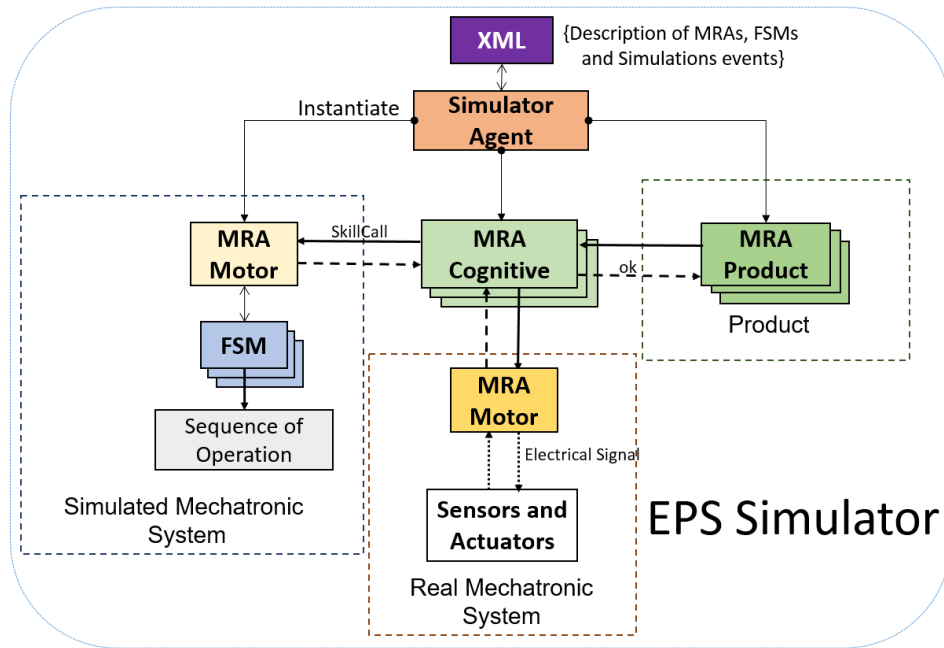 XML
{Description of MRAs, FSMs
and Simulations events}
Instantiate
Simulator
Agent
MRA
Motor
SkillCall
MRA
Cognitive
ok
MRA
Product
Product
FSM
Sequence of
Operation
Simulated Mechatronic
System
MRA
Motor
Electrical Signal
Sensors and
Actuators
Real Mechatronic
System
EPS Simulator